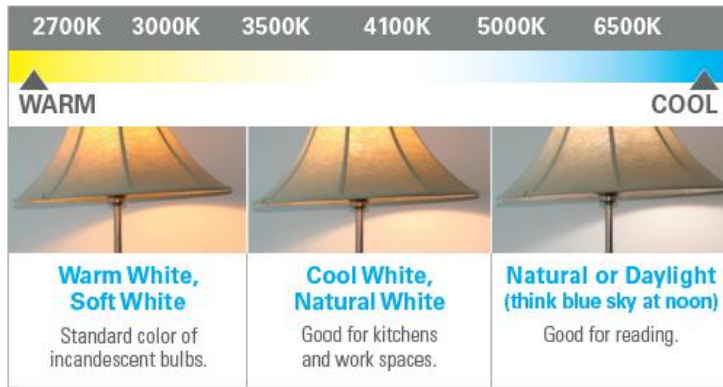 2700K 3000K 3500K 4100K 5000K 6500K
WARM COOL
Warm White,
Soft White
Standard color of
incandescent bulbs.
Cool White,
Natural White
Good for kitchens
and work spaces.
Natural or Daylight
(think blue sky at noon)
Good for reading.